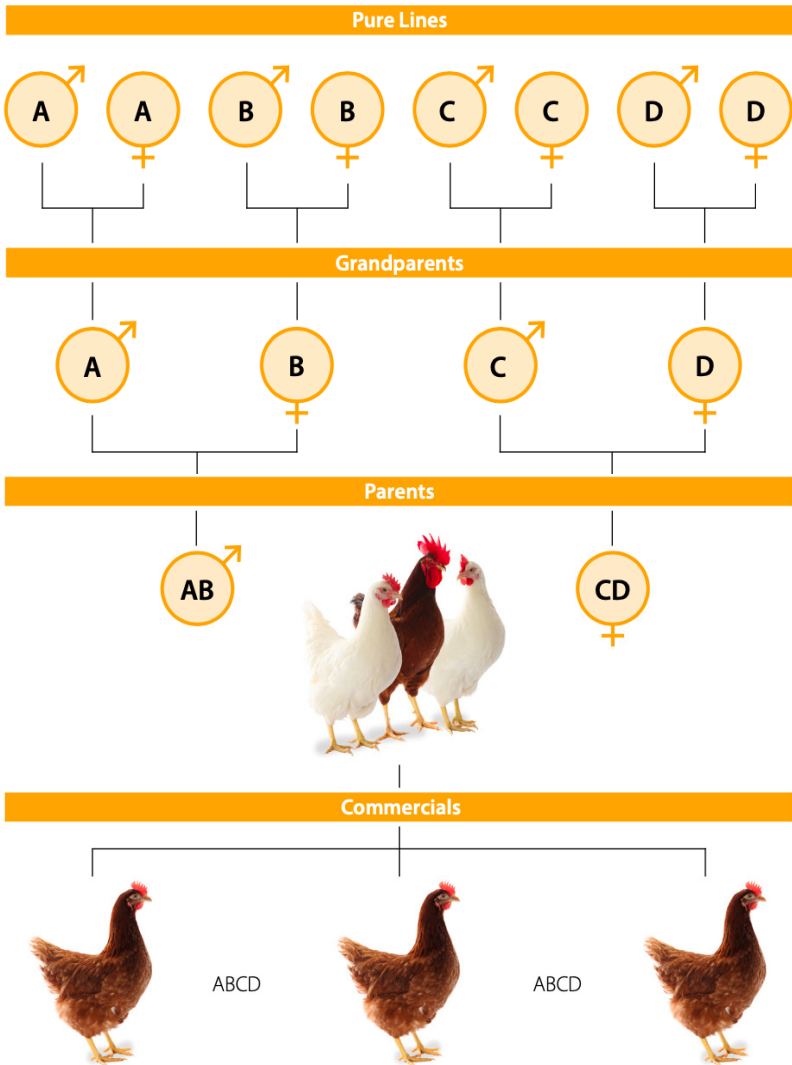 Pure Lines
A A B B C C D D
Grandparents
A B C D
Parents
AB CD
Commercials
ABCD ABCD